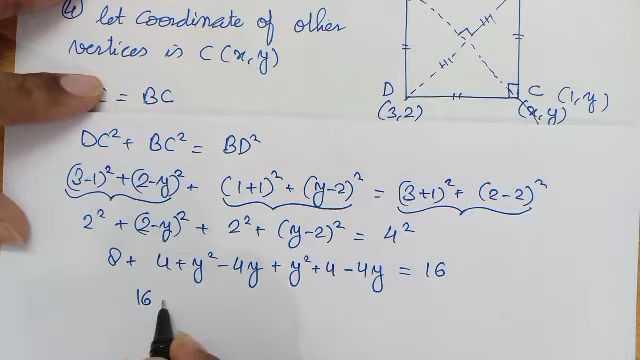 ④ let Coordinate of other
vertices is C (x, y)
= BC
D
(3, 2)
C (1, y)
(x, y)
DC² + BC² = BD²
(3-1)² + (2-y)² + (1+1)² + (y-2)² = (3+1)² + (2-2)²
2² + (2-y)² + 2² + (y-2)² = 4²
8 + 4 + y² - 4y + y² + 4 - 4y = 16
16